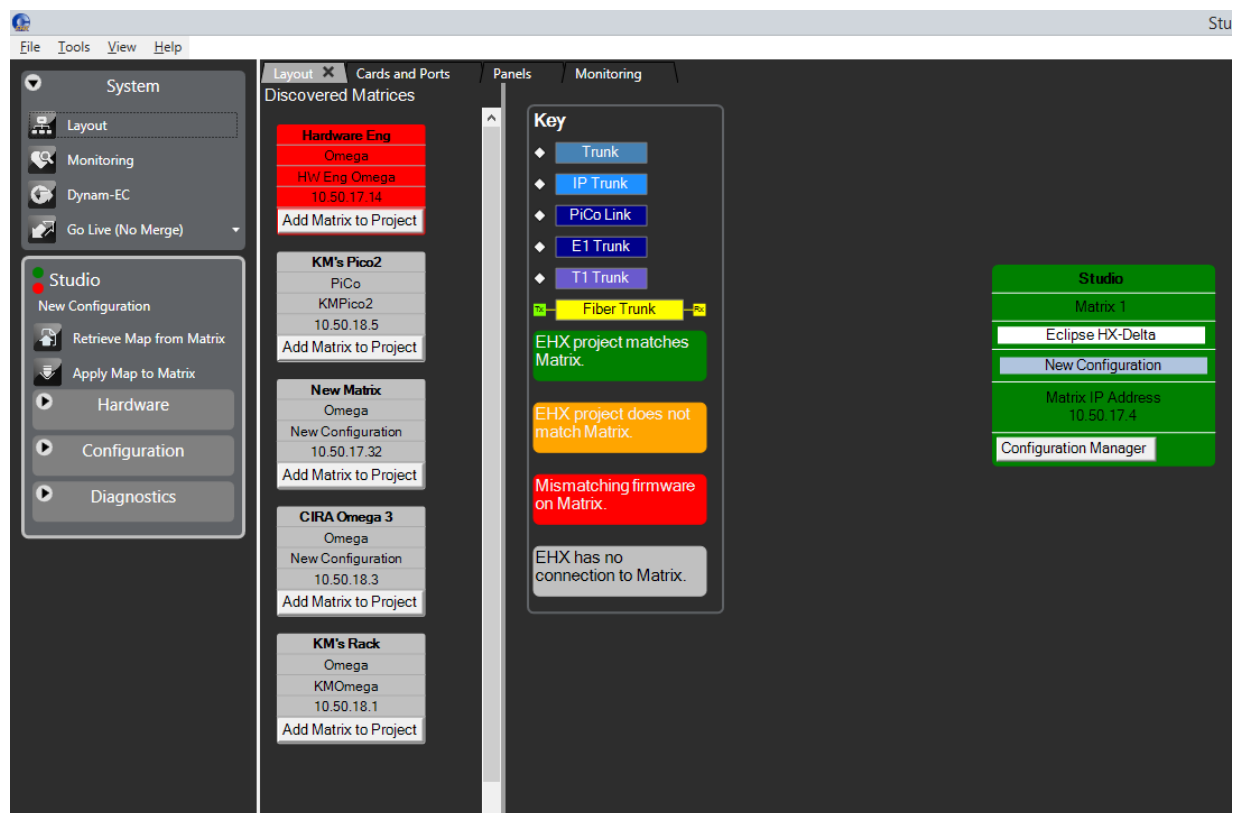 Stu
File Tools View Help
System
Layout
Monitoring
Dynam-EC
Go Live (No Merge)
Studio
New Configuration
Retrieve Map from Matrix
Apply Map to Matrix
Hardware
Configuration
Diagnostics
Layout Cards and Ports Panels Monitoring
Discovered Matrices
Hardware Eng
Omega
HW Eng Omega
10.50.17.14
Add Matrix to Project
KM's Pico2
PiCo
KMPico2
10.50.18.5
Add Matrix to Project
New Matrix
Omega
New Configuration
10.50.17.32
Add Matrix to Project
CIRA Omega 3
Omega
New Configuration
10.50.18.3
Add Matrix to Project
KM's Rack
Omega
KMOmega
10.50.18.1
Add Matrix to Project
Key
Trunk
IP Trunk
PiCo Link
E1 Trunk
T1 Trunk
Tx Fiber Trunk Rx
EHX project matches
Matrix.
EHX project does not
match Matrix.
Mismatching firmware
on Matrix.
EHX has no
connection to Matrix.
Studio
Matrix 1
Eclipse HX-Delta
New Configuration
Matrix IP Address
10.50.17.4
Configuration Manager